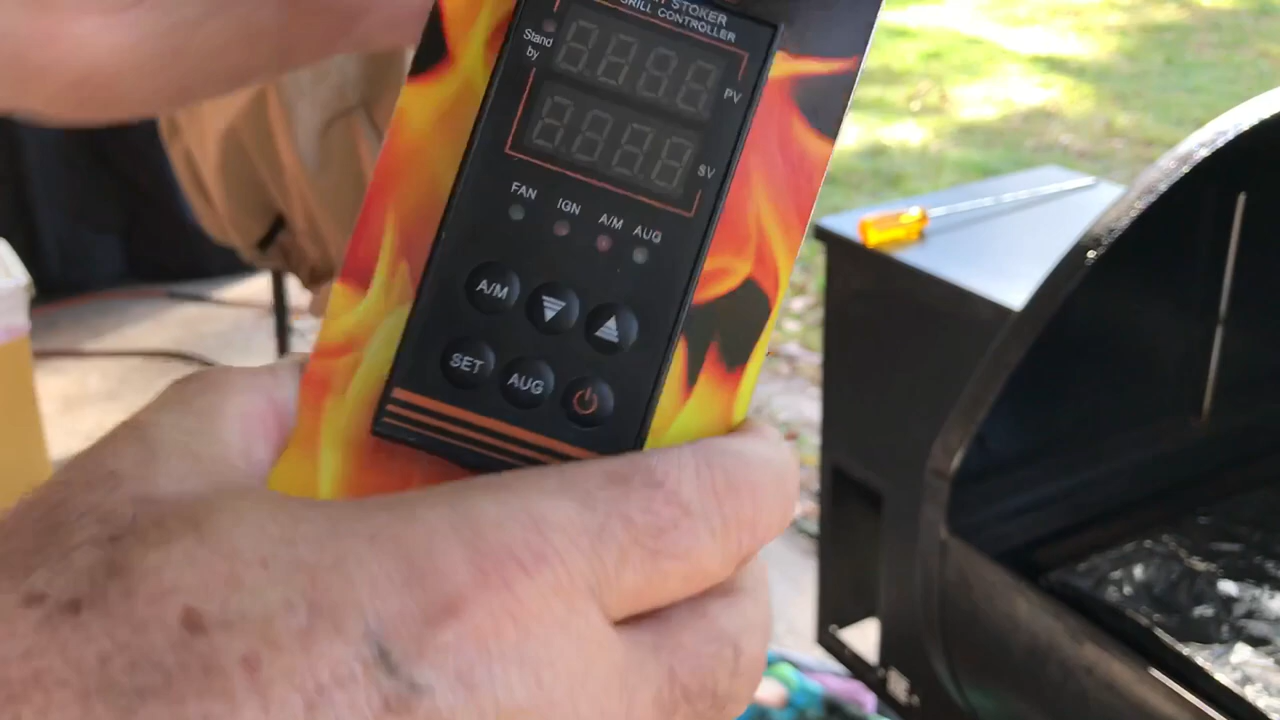 STOKER
GRILL CONTROLLER
Stand
by
PV
SV
FAN IGN A/M AUG
A/M
SET AUG